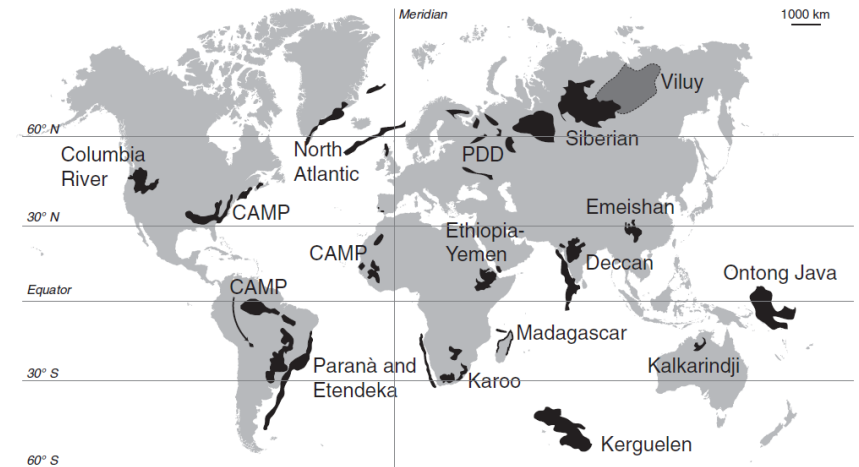 Meridian
1000 km
Viluy
60° N
Siberian
Columbia
River
North
Atlantic
PDD
CAMP
30° N
Emeishan
Ethiopia-
Yemen
CAMP
Deccan
Ontong Java
Equator
CAMP
Madagascar
Paranà and
Etendeka
Kalkarindji
30° S
Karoo
Kerguelen
60° S